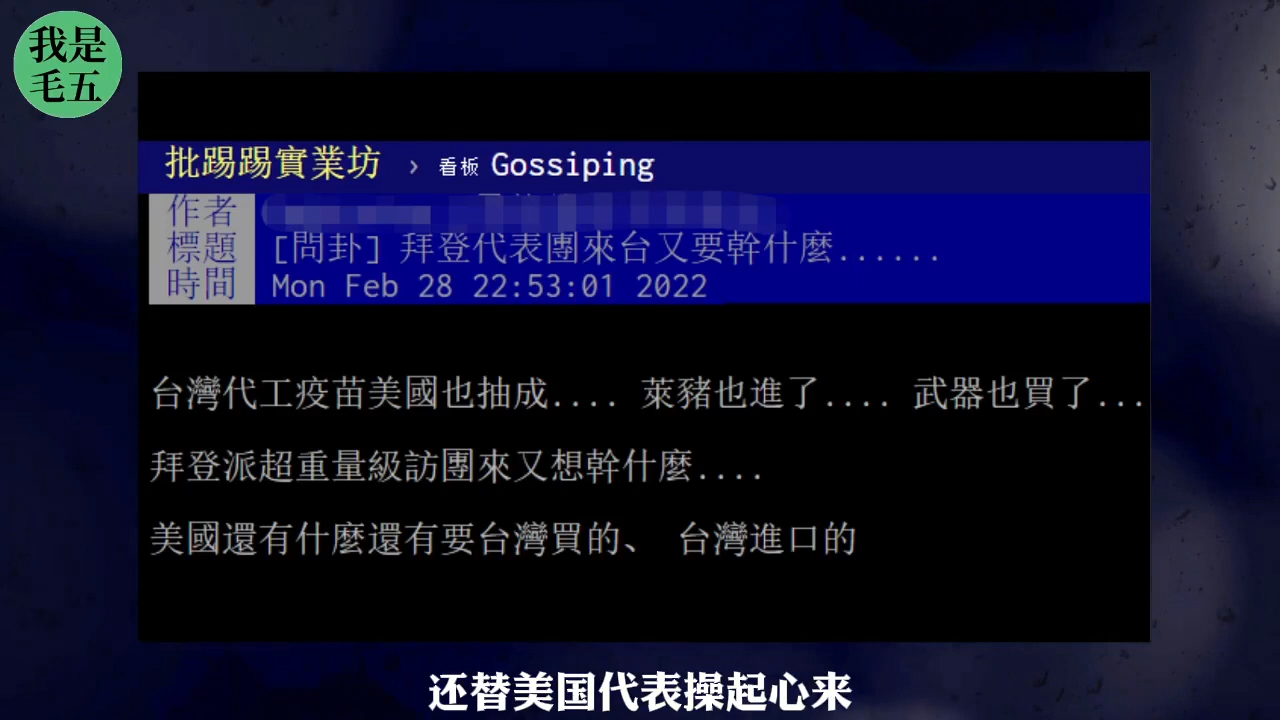 我是
毛五
批踢踢實業坊 › 看板 Gossiping
作者
標題 [問卦] 拜登代表團來台又要幹什麼......
時間 Mon Feb 28 22:53:01 2022
台灣代工疫苗美國也抽成.... 萊豬也進了.... 武器也買了...
拜登派超重量級訪團來又想幹什麼....
美國還有什麼還有要台灣買的、 台灣進口的
还替美国代表操起心来